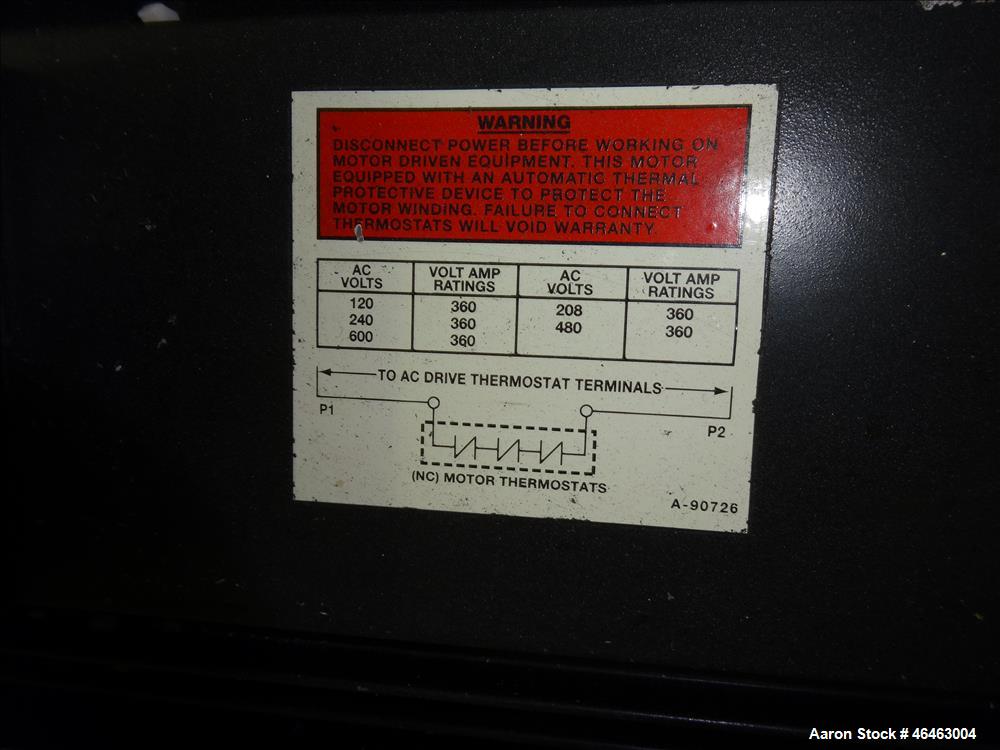 WARNING
DISCONNECT POWER BEFORE WORKING ON
MOTOR DRIVEN EQUIPMENT. THIS MOTOR
EQUIPPED WITH AN AUTOMATIC THERMAL
PROTECTIVE DEVICE TO PROTECT THE
MOTOR WINDING. FAILURE TO CONNECT
THERMOSTATS WILL VOID WARRANTY.
AC VOLT AMP AC VOLT AMP
VOLTS RATINGS VOLTS RATINGS
120 360 208 360
240 360 480 360
600 360
TO AC DRIVE THERMOSTAT TERMINALS
P1 P2
(NC) MOTOR THERMOSTATS
A-90726
Aaron Stock # 46463004